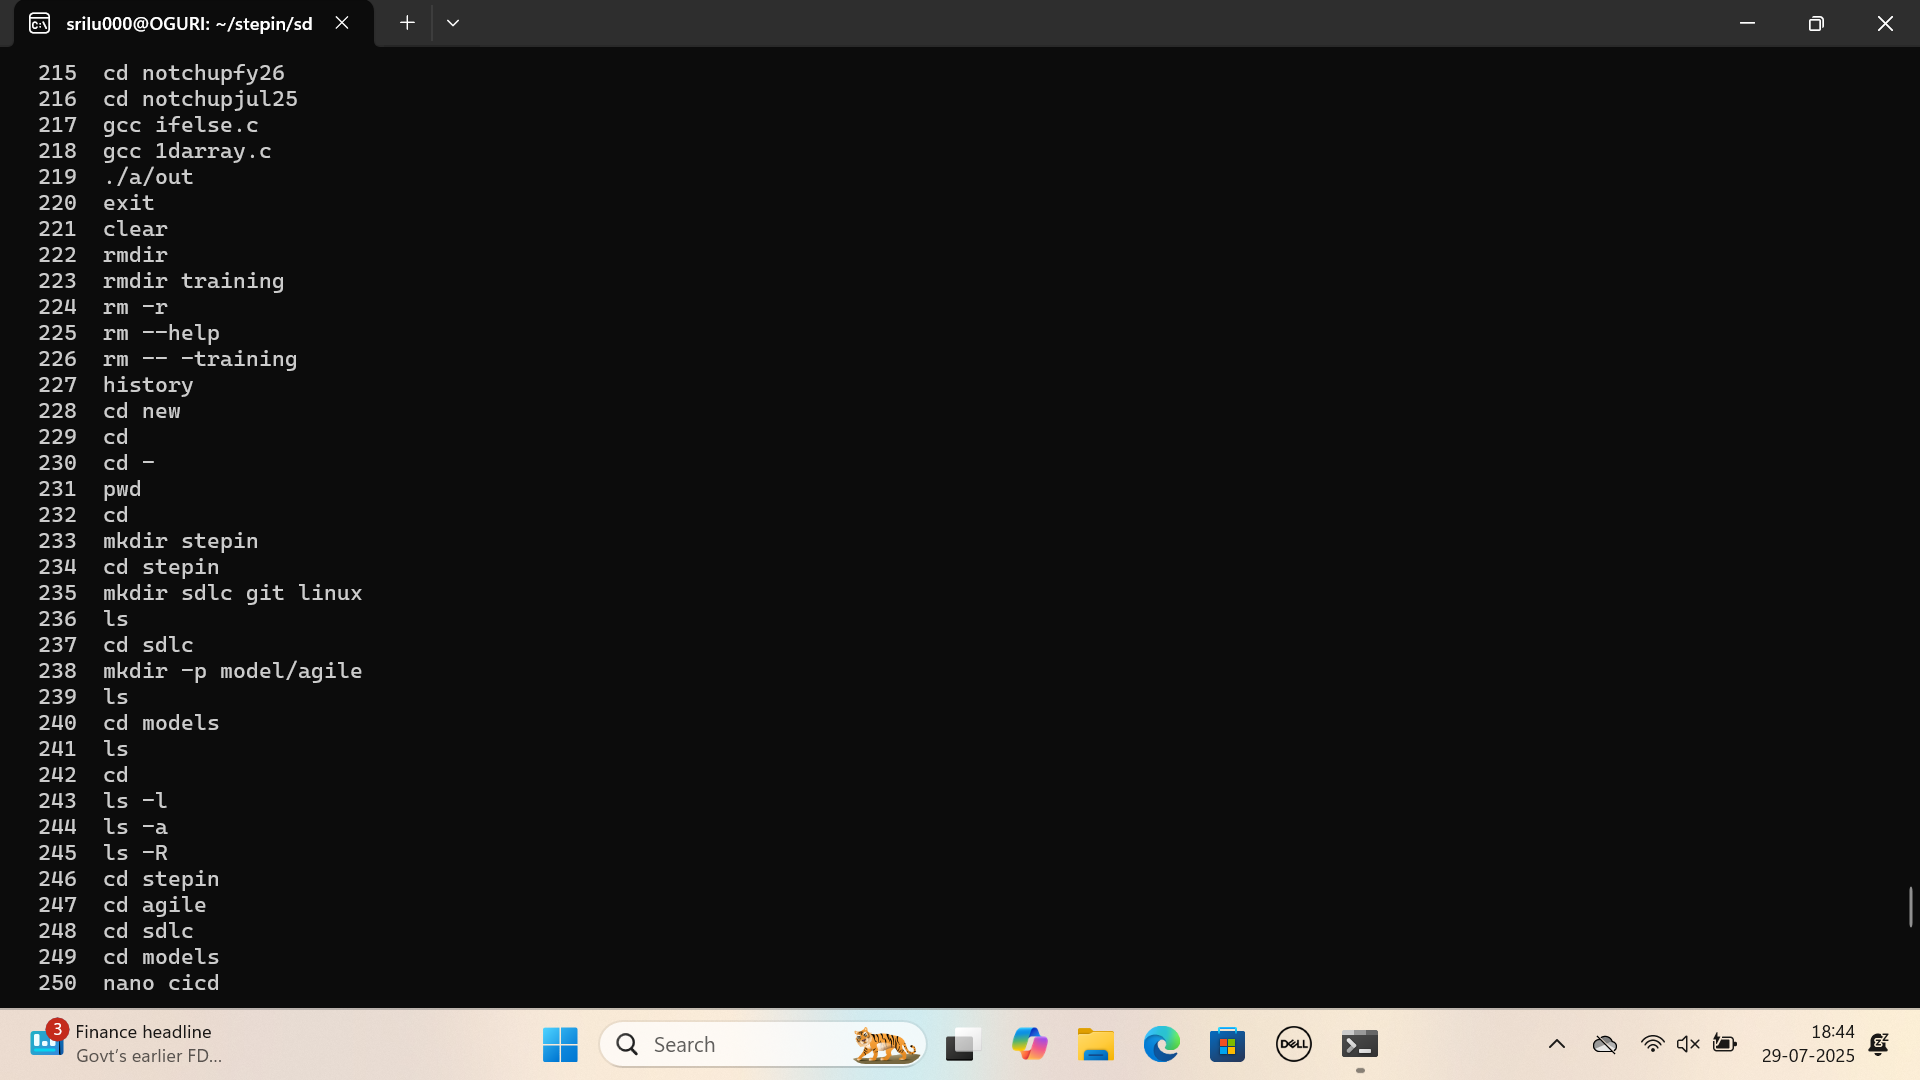 srilu000@OGURI: ~/stepin/sd
215 cd notchupfy26
216 cd notchupjul25
217 gcc ifelse.c
218 gcc 1darray.c
219 ./a/out
220 exit
221 clear
222 rmdir
223 rmdir training
224 rm -r
225 rm --help
226 rm -- -training
227 history
228 cd new
229 cd
230 cd -
231 pwd
232 cd
233 mkdir stepin
234 cd stepin
235 mkdir sdlc git linux
236 ls
237 cd sdlc
238 mkdir -p model/agile
239 ls
240 cd models
241 ls
242 cd
243 ls -l
244 ls -a
245 ls -R
246 cd stepin
247 cd agile
248 cd sdlc
249 cd models
250 nano cicd
3
Finance headline
Govt's earlier FD...
Search
DELL
18:44
29-07-2025